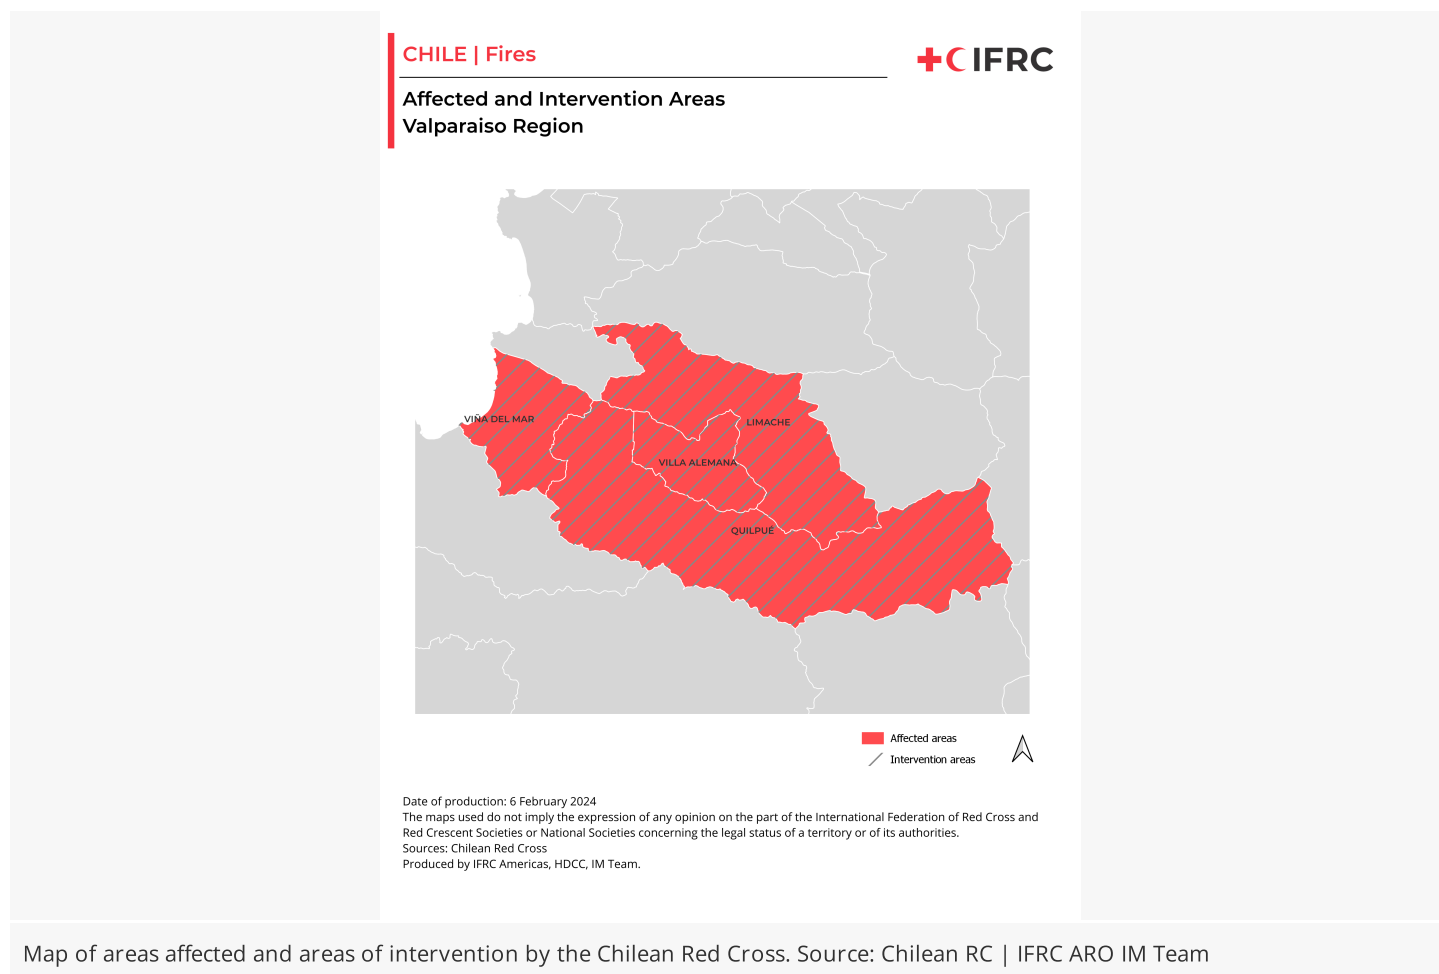 CHILE | Fires
IFRC
Affected and Intervention Areas
Valparaiso Region
VIÑA DEL MAR
LIMACHE
VILLA ALEMANA
QUILPUÉ
Affected areas
Intervention areas
Date of production: 6 February 2024
The maps used do not imply the expression of any opinion on the part of the International Federation of Red Cross and
Red Crescent Societies or National Societies concerning the legal status of a territory or of its authorities.
Sources: Chilean Red Cross
Produced by IFRC Americas, HDCC, IM Team.
Map of areas affected and areas of intervention by the Chilean Red Cross. Source: Chilean RC | IFRC ARO IM Team